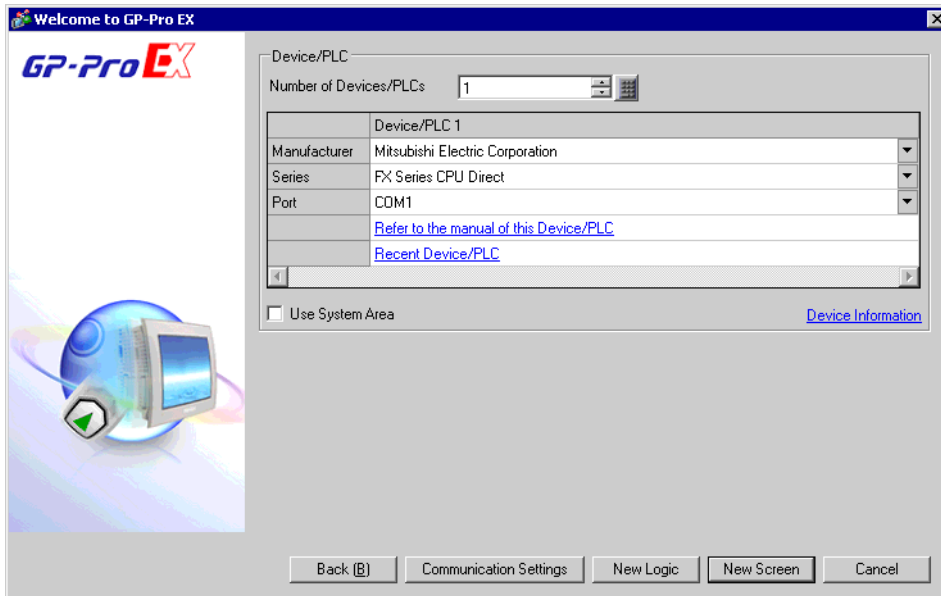 Welcome to GP-Pro EX
GP-Pro EX
Device/PLC
Number of Devices/PLCs 1
Device/PLC 1
Manufacturer Mitsubishi Electric Corporation
Series FX Series CPU Direct
Port COM1
Refer to the manual of this Device/PLC
Recent Device/PLC
Use System Area Device Information
Back (B) Communication Settings New Logic New Screen Cancel